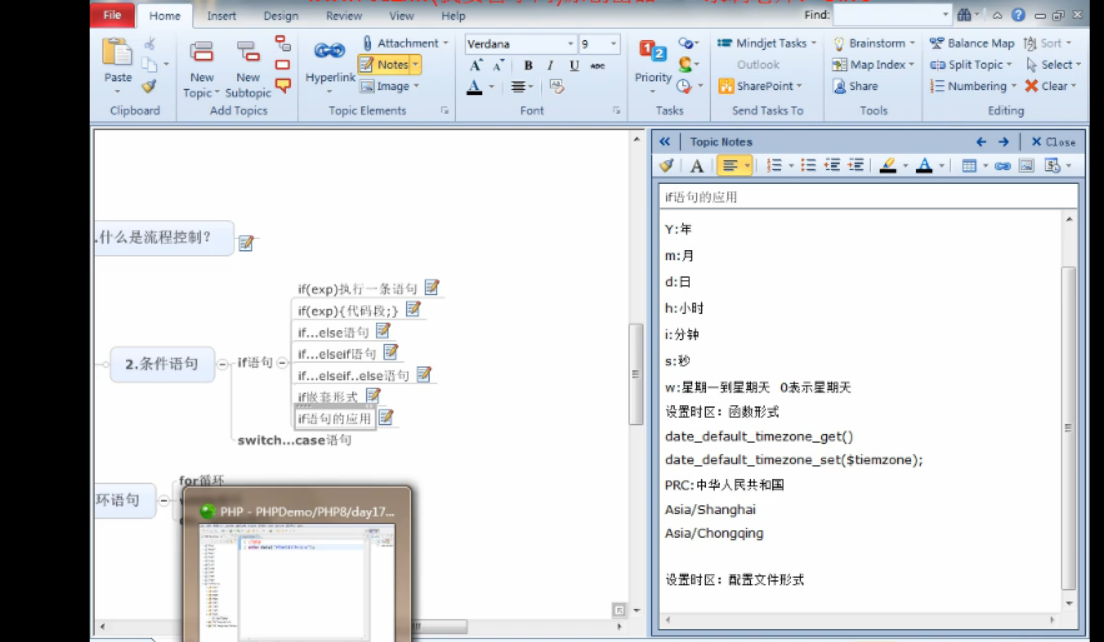 Find:
File Home Insert Design Review View Help
Paste
New Topic
New Subtopic
Hyperlink
Attachment
Notes
Image
Verdana 9
B I U abc
Priority
Mindjet Tasks
Outlook
SharePoint
Brainstorm
Map Index
Share
Balance Map
Split Topic
Numbering
Sort
Select
Clear
Clipboard Add Topics Topic Elements Font Tasks Send Tasks To Tools Editing
.什么是流程控制?
if(exp)执行一条语句
if(exp){代码段;}
if...else语句
if...elseif语句
2.条件语句
if语句
if...elseif..else语句
if嵌套形式
if语句的应用
switch...case语句
for循环
环语句
PHP - PHPDemo/PHP8/day17...
Topic Notes
Close
if语句的应用
Y:年
m:月
d:日
h:小时
i:分钟
s:秒
w:星期一到星期天 0表示星期天
设置时区：函数形式
date_default_timezone_get()
date_default_timezone_set($tiemzone);
PRC:中华人民共和国
Asia/Shanghai
Asia/Chongqing
设置时区：配置文件形式